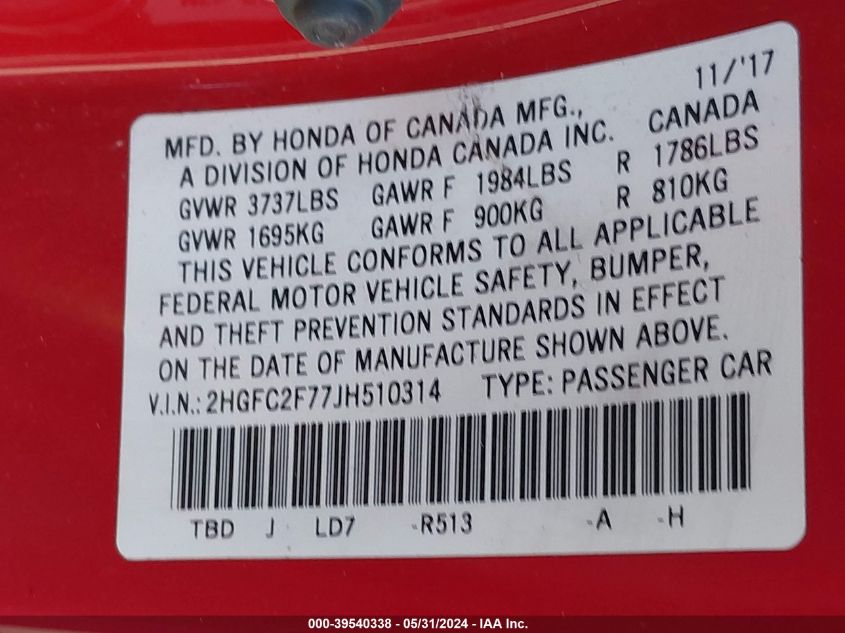 11/'17
MFD. BY HONDA OF CANADA MFG., CANADA
A DIVISION OF HONDA CANADA INC.
GVWR 3737LBS GAWR F 1984LBS R 1786LBS
GVWR 1695KG GAWR F 900KG R 810KG
THIS VEHICLE CONFORMS TO ALL APPLICABLE
FEDERAL MOTOR VEHICLE SAFETY, BUMPER,
AND THEFT PREVENTION STANDARDS IN EFFECT
ON THE DATE OF MANUFACTURE SHOWN ABOVE.
V.I.N.: 2HGFC2F77JH510314 TYPE: PASSENGER CAR
TBD J LD7 -R513 -A -H
000-39540338 - 05/31/2024 - IAA Inc.